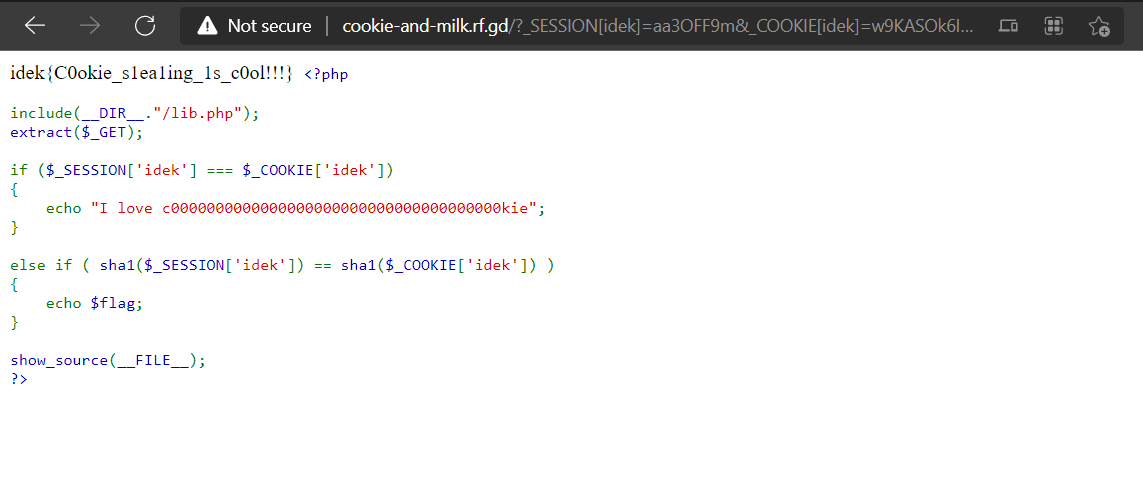 Not secure | cookie-and-milk.rf.gd/?_SESSION[idek]=aa3OFF9m&_COOKIE[idek]=w9KASOk6I...
idek{C0okie_s1ea1ing_1s_c0ol!!!} <?php
include(__DIR__."/lib.php");
extract($_GET);
if ($_SESSION['idek'] === $_COOKIE['idek'])
{
echo "I love c0000000000000000000000000000000000000kie";
}
else if ( sha1($_SESSION['idek']) == sha1($_COOKIE['idek']) )
{
echo $flag;
}
show_source(__FILE__);
?>